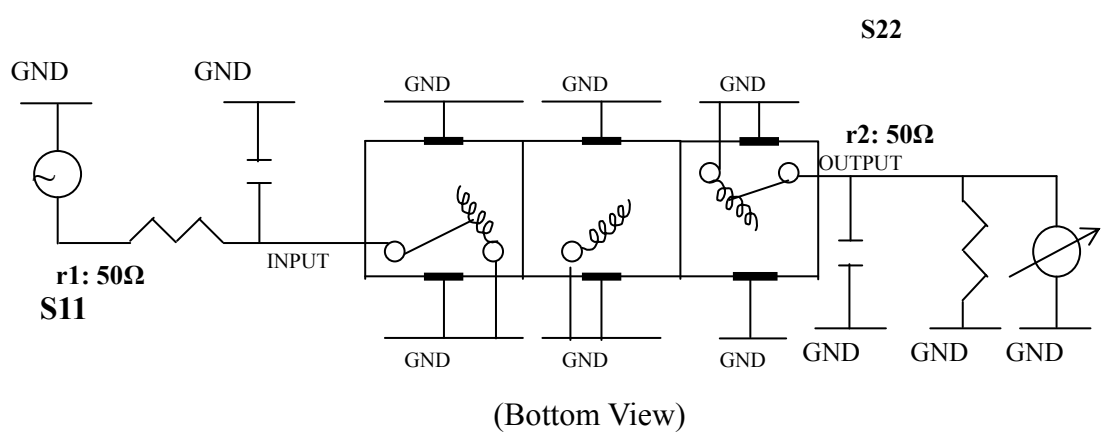 S22
GND
GND
GND
GND
GND
r2: 50Ω
OUTPUT
INPUT
r1: 50Ω
S11
GND
GND
GND
GND
GND
GND
(Bottom View)